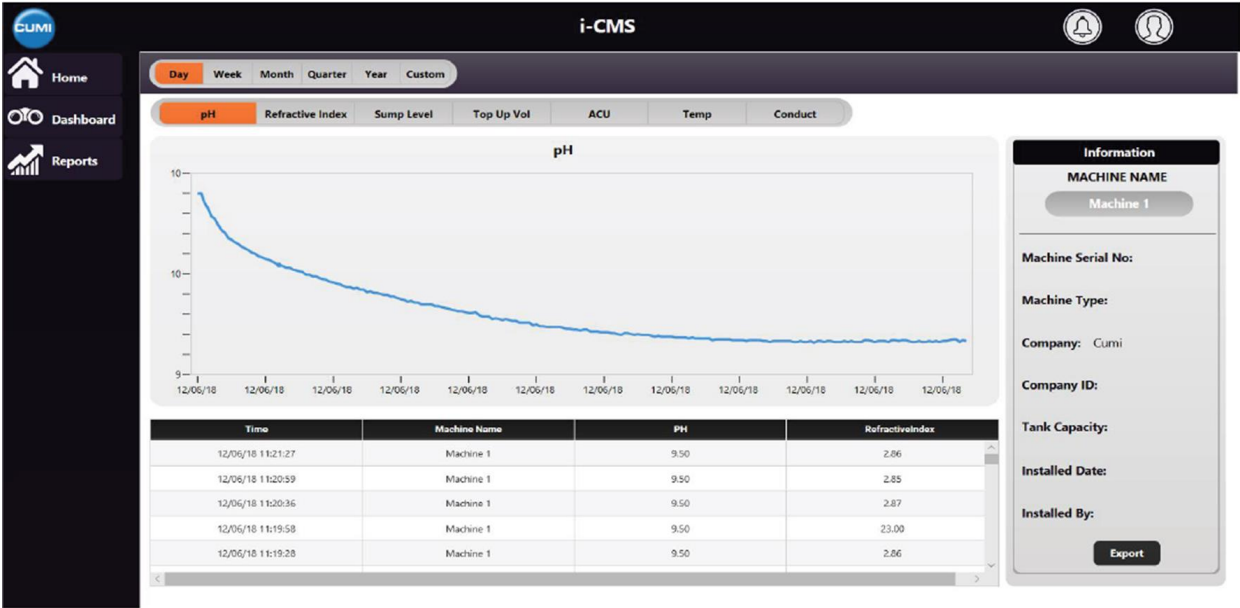 CUMI
i-CMS
Home
Dashboard
Reports
Day Week Month Quarter Year Custom
pH Refractive Index Sump Level Top Up Vol ACU Temp Conduct
pH
10
10
9
12/06/18 12/06/18 12/06/18 12/06/18 12/06/18 12/06/18 12/06/18 12/06/18 12/06/18 12/06/18 12/06/18 12/06/18
Time Machine Name PH RefractiveIndex
12/06/18 11:21:27 Machine 1 9.50 2.86
12/06/18 11:20:59 Machine 1 9.50 2.85
12/06/18 11:20:36 Machine 1 9.50 2.87
12/06/18 11:19:58 Machine 1 9.50 23.00
12/06/18 11:19:28 Machine 1 9.50 2.86
Information
MACHINE NAME
Machine 1
Machine Serial No:
Machine Type:
Company: Cumi
Company ID:
Tank Capacity:
Installed Date:
Installed By:
Export